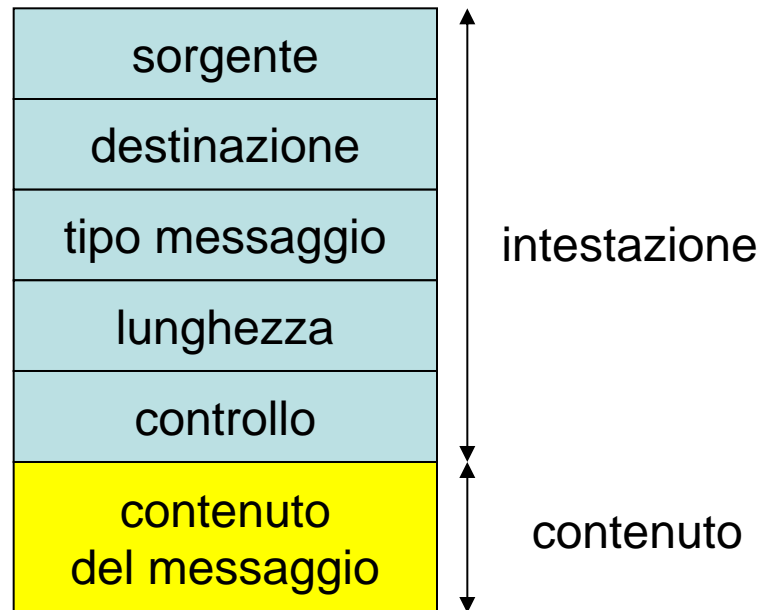 sorgente
destinazione
tipo messaggio
lunghezza
controllo
contenuto
del messaggio
intestazione
contenuto